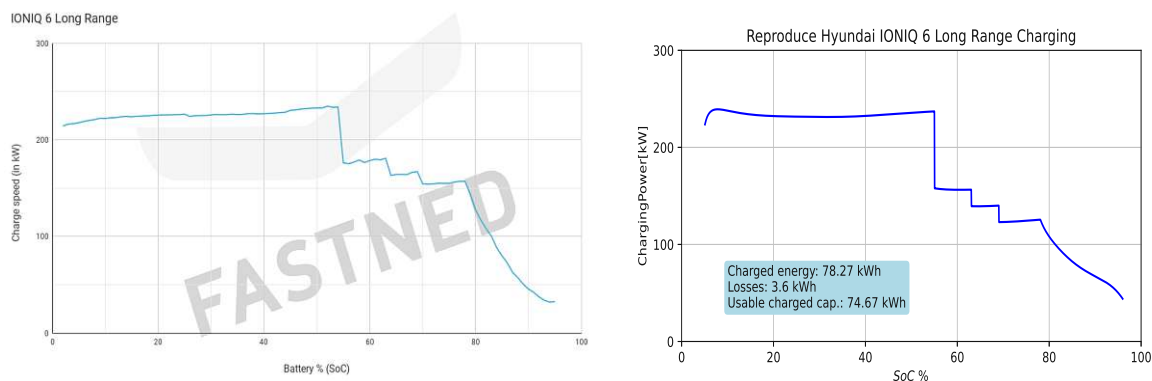 IONIQ 6 Long Range
300
200
100
0
0
20
40
60
80
100
Charge speed (in kW)
Battery % (SoC)
FASTNED
Reproduce Hyundai IONIQ 6 Long Range Charging
300
200
100
0
0
20
40
60
80
100
ChargingPower[kW]
SoC %
Charged energy: 78.27 kWh
Losses: 3.6 kWh
Usable charged cap.: 74.67 kWh